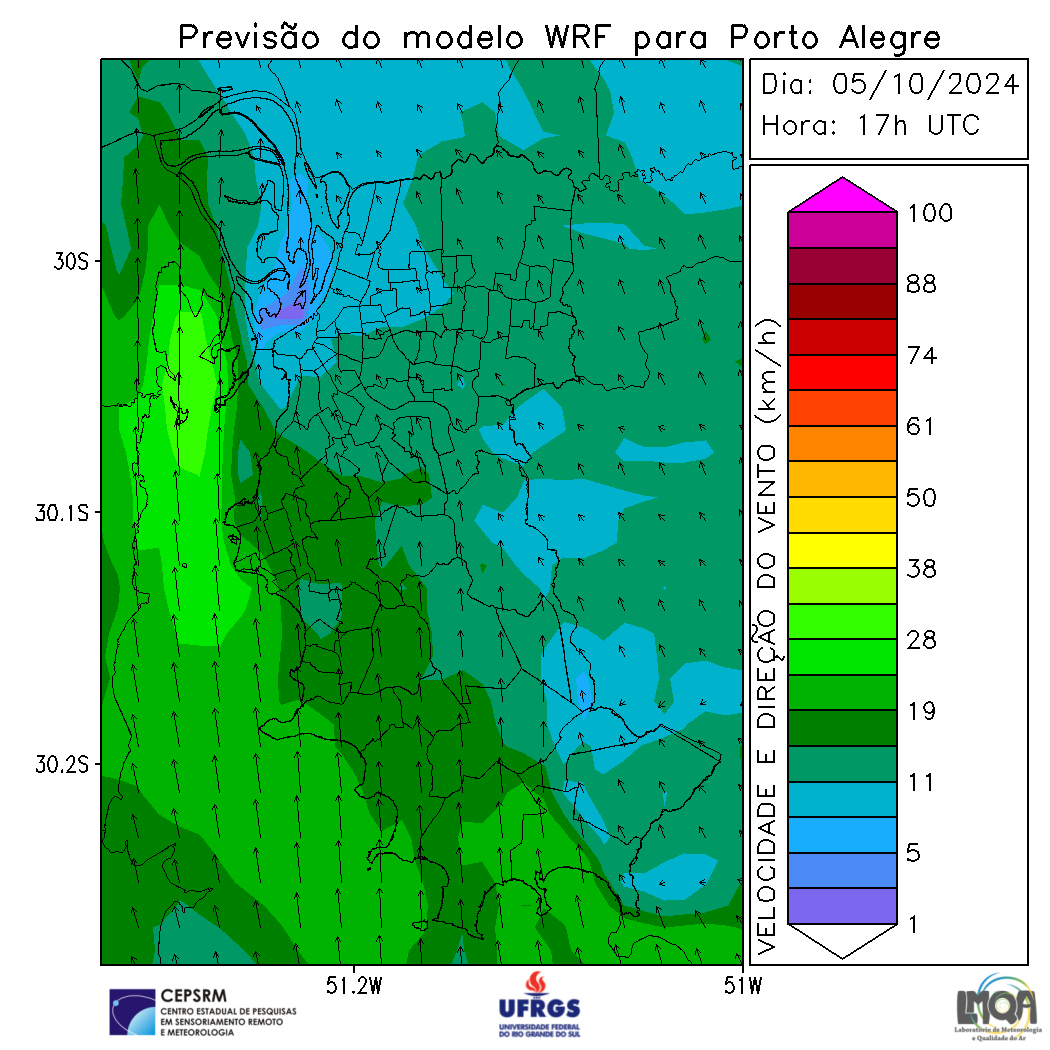 Previsão do modelo WRF para Porto Alegre
Dia: 05/10/2024
Hora: 17h UTC
30S
30.1S
30.2S
51.2W
51W
VELOCIDADE E DIREÇÃO DO VENTO (km/h)
100
88
74
61
50
38
28
19
11
5
1
CEPSRM
CENTRO ESTADUAL DE PESQUISAS
EM SENSORIAMENTO REMOTO
E METEOROLOGIA
UFRGS
UNIVERSIDADE FEDERAL
DO RIO GRANDE DO SUL
LMQA
Laboratório de Meteorologia
e Qualidade do Ar